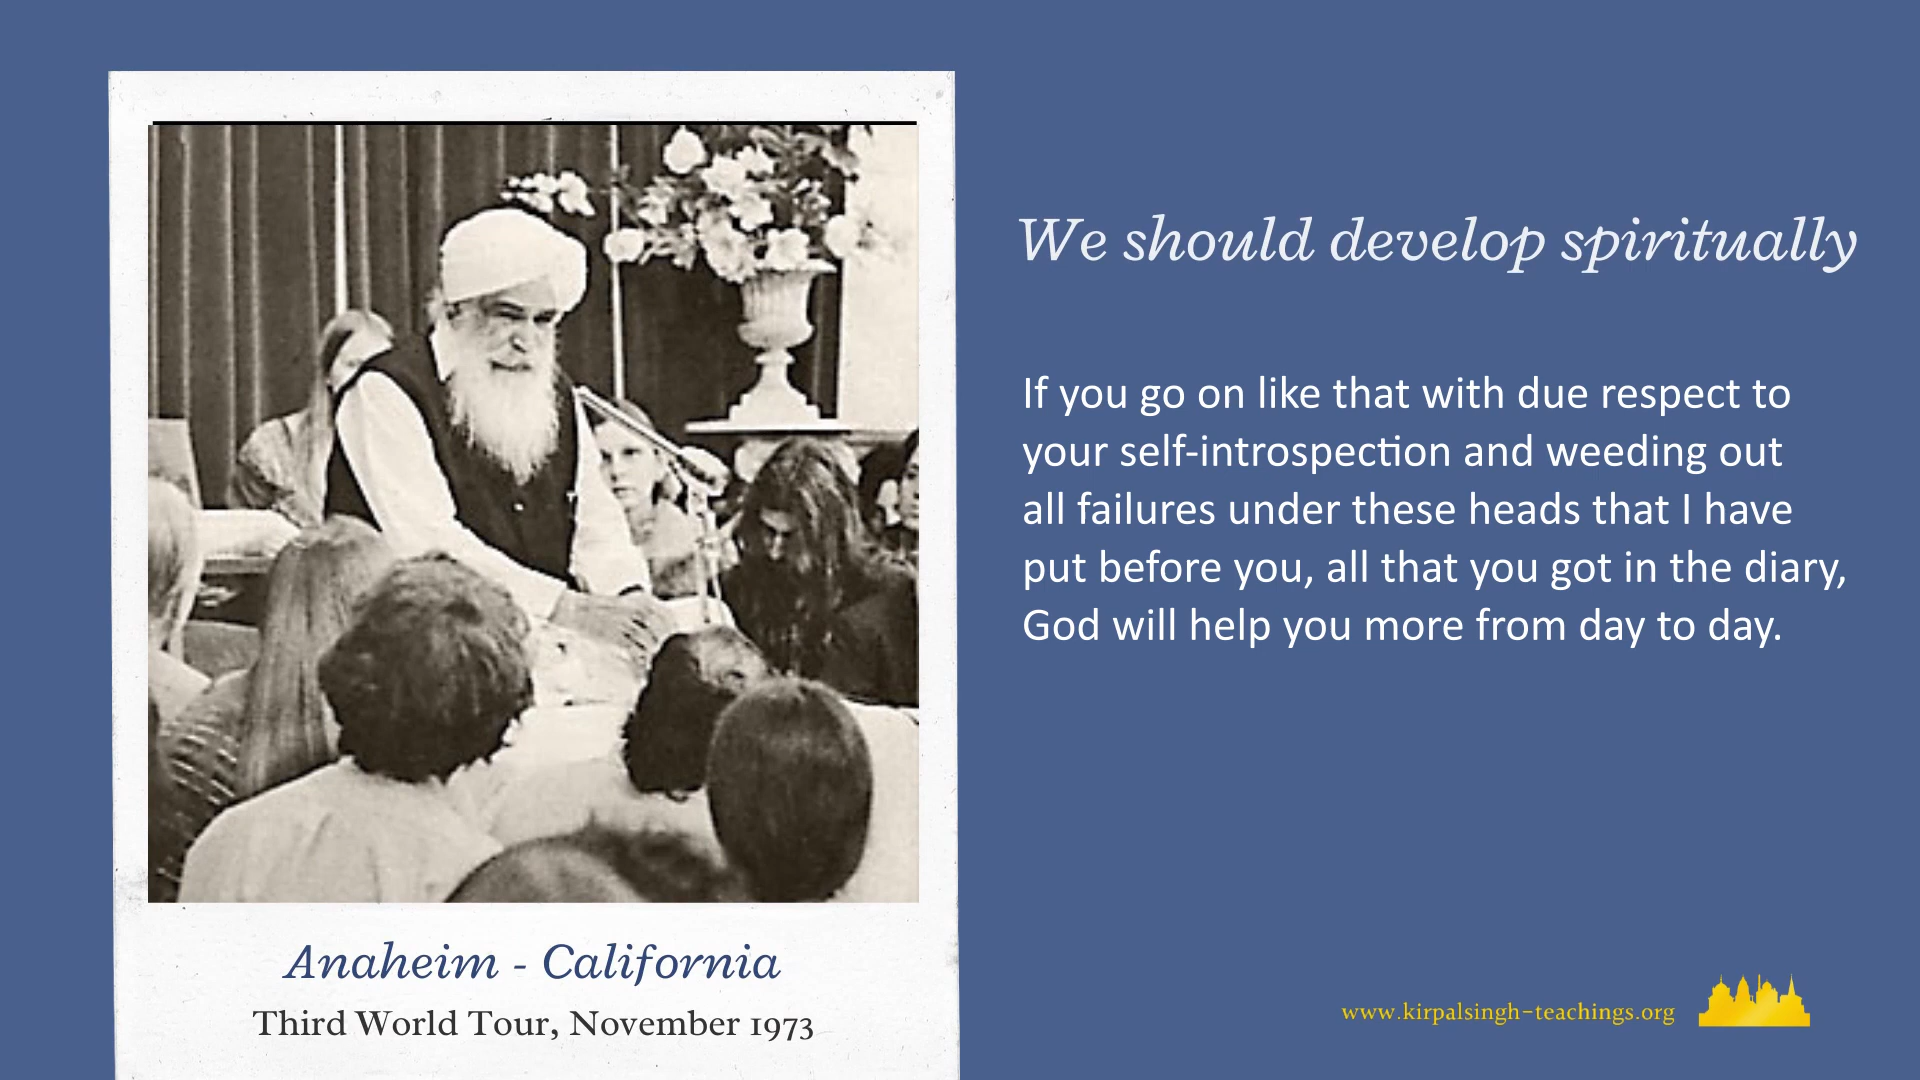 We should develop spiritually
If you go on like that with due respect to
your self-introspection and weeding out
all failures under these heads that I have
put before you, all that you got in the diary,
God will help you more from day to day.
Anaheim - California
Third World Tour, November 1973
www.kirpalsingh-teachings.org